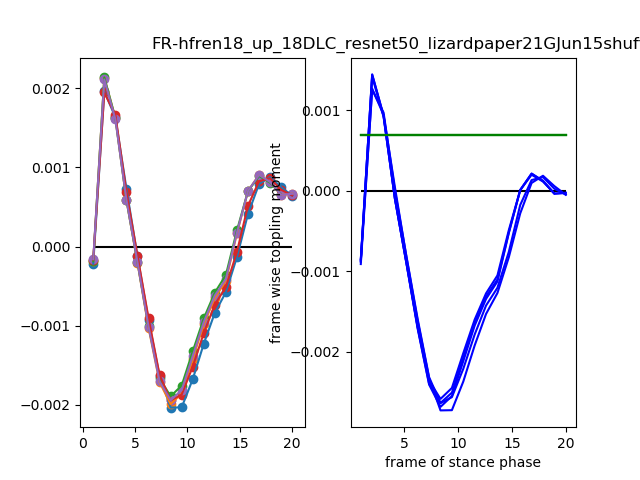 FR-hfren18_up_18DLC_resnet50_lizardpaper21GJun15shuf
0.002
0.001
0.000
−0.001
−0.002
0 5 10 15 20
frame wise toppling moment
0.001
0.000
−0.001
−0.002
5 10 15 20
frame of stance phase